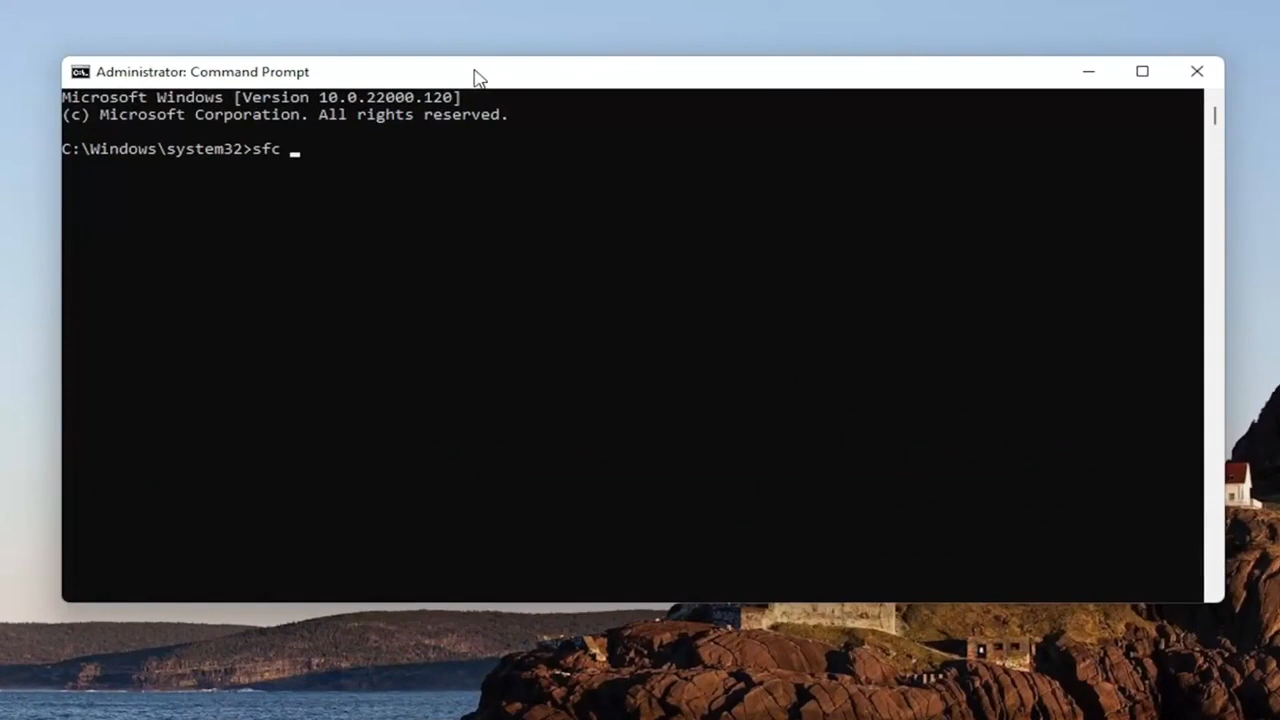 Administrator: Command Prompt
Microsoft Windows [Version 10.0.22000.120]
(c) Microsoft Corporation. All rights reserved.
C:\Windows\system32>sfc